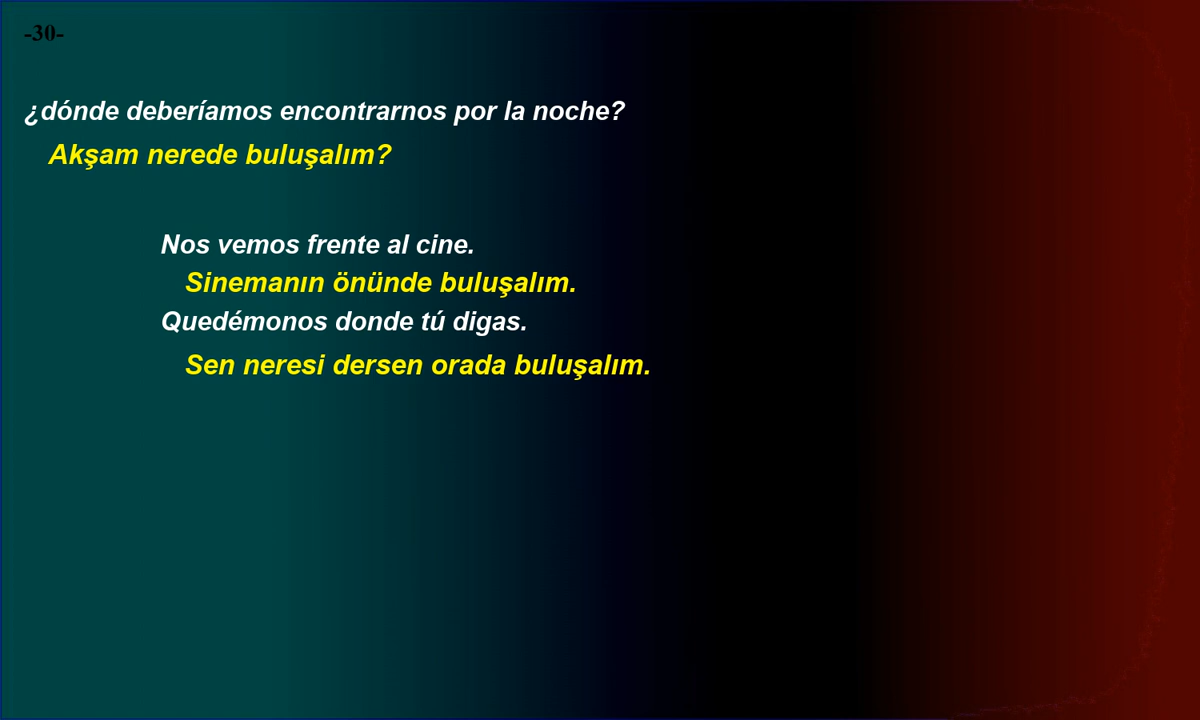 -30-
¿dónde deberíamos encontrarnos por la noche?
Akşam nerede buluşalım?
Nos vemos frente al cine.
Sinemanın önünde buluşalım.
Quedémonos donde tú digas.
Sen neresi dersen orada buluşalım.